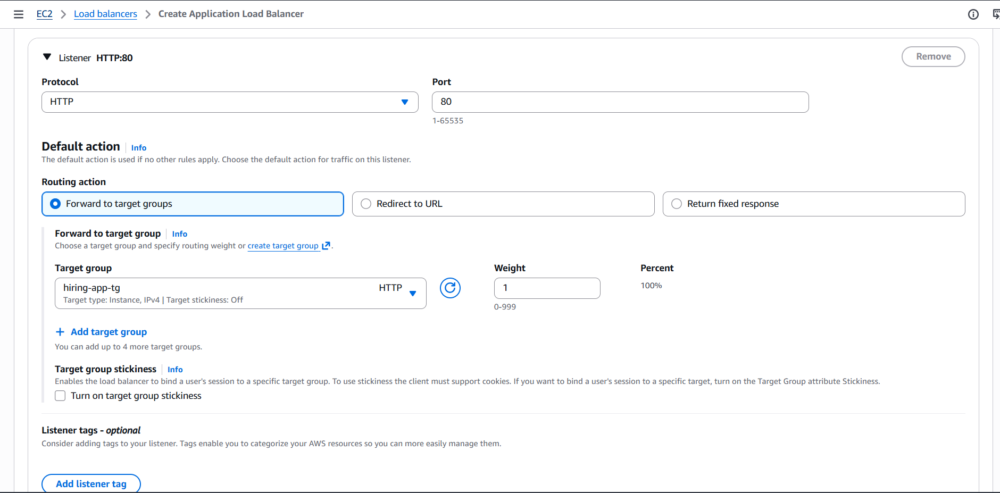 EC2 > Load balancers > Create Application Load Balancer
Listener HTTP:80
Remove
Protocol
Port
HTTP
80
1-65535
Default action
Info
The default action is used if no other rules apply. Choose the default action for traffic on this listener.
Routing action
Forward to target groups
Redirect to URL
Return fixed response
Forward to target group
Info
Choose a target group and specify routing weight or create target group.
Target group
Weight
Percent
hiring-app-tg
HTTP
Target type: Instance, IPv4 | Target stickiness: Off
1
100%
0-999
+ Add target group
You can add up to 4 more target groups.
Target group stickiness
Info
Enables the load balancer to bind a user's session to a specific target group. To use stickiness the client must support cookies. If you want to bind a user's session to a specific target, turn on the Target Group attribute Stickiness.
Turn on target group stickiness
Listener tags - optional
Consider adding tags to your listener. Tags enable you to categorize your AWS resources so you can more easily manage them.
Add listener tag